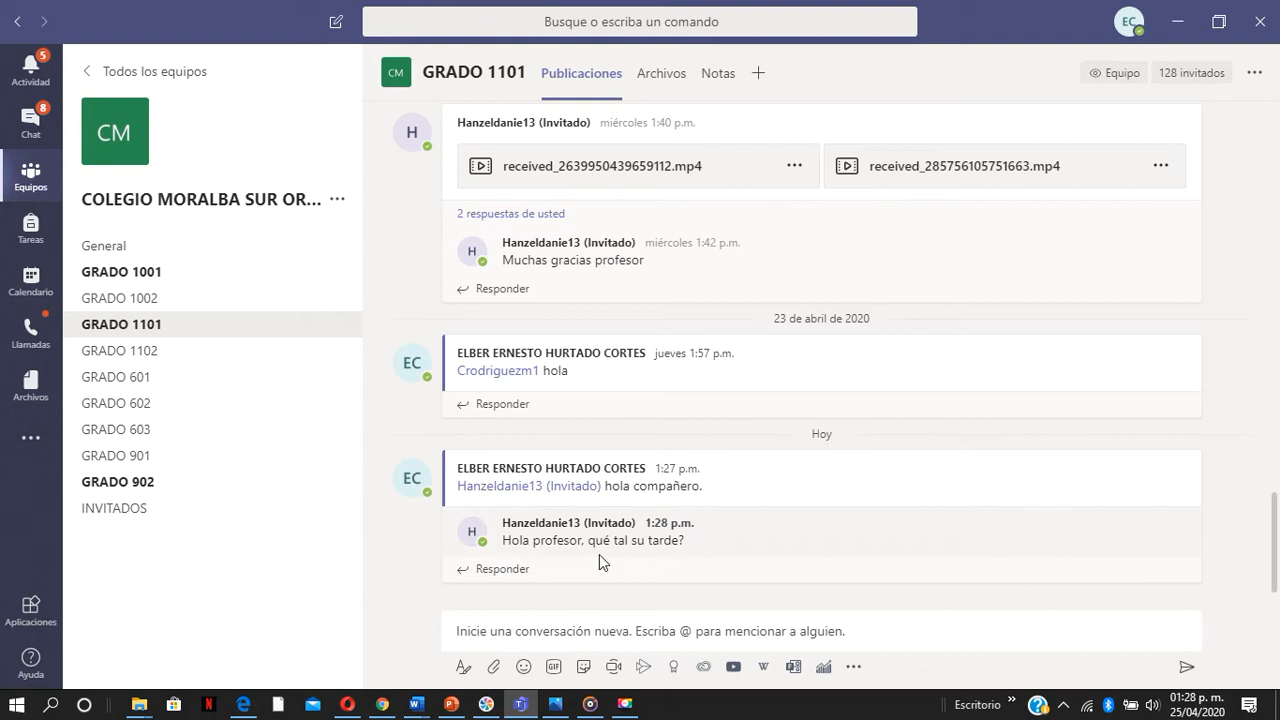 Busque o escriba un comando
EC
5
Actividad
8
Chat
Equipos
Tareas
Calendario
Llamadas
Archivos
Aplicaciones
Ayuda
Todos los equipos
CM
COLEGIO MORALBA SUR OR...
General
GRADO 1001
GRADO 1002
GRADO 1101
GRADO 1102
GRADO 601
GRADO 602
GRADO 603
GRADO 901
GRADO 902
INVITADOS
CM GRADO 1101 Publicaciones Archivos Notas Equipo 128 invitados
H
Hanzeldanie13 (Invitado) miércoles 1:40 p.m.
received_2639950439659112.mp4 received_285756105751663.mp4
2 respuestas de usted
H
Hanzeldanie13 (Invitado) miércoles 1:42 p.m.
Muchas gracias profesor
Responder
23 de abril de 2020
EC
ELBER ERNESTO HURTADO CORTES jueves 1:57 p.m.
Crodriguezm1 hola
Responder
Hoy
EC
ELBER ERNESTO HURTADO CORTES 1:27 p.m.
Hanzeldanie13 (Invitado) hola compañero.
H
Hanzeldanie13 (Invitado) 1:28 p.m.
Hola profesor, qué tal su tarde?
Responder
Inicie una conversación nueva. Escriba @ para mencionar a alguien.
GIF
Escritorio
01:28 p. m.
25/04/2020